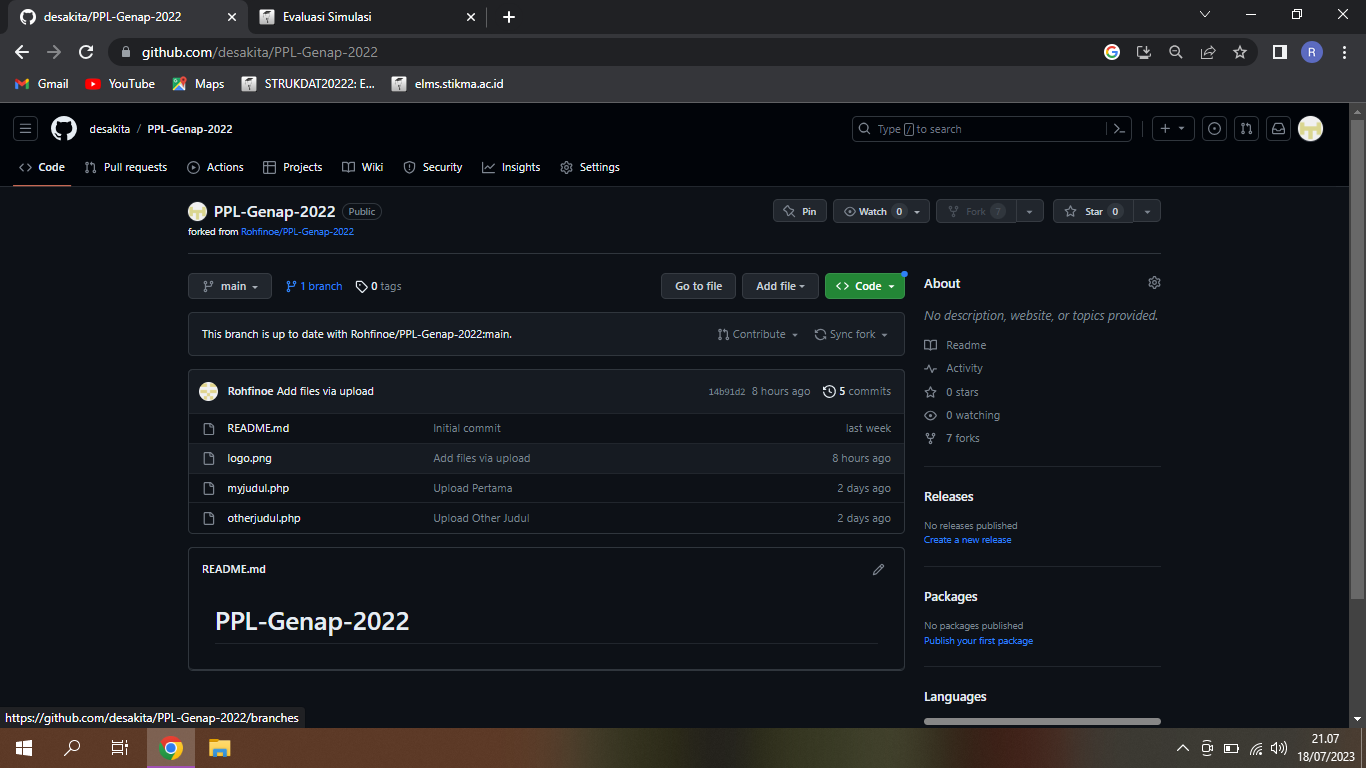 desakita/PPL-Genap-2022
Evaluasi Simulasi
github.com/desakita/PPL-Genap-2022
R
Gmail YouTube Maps STRUKDAT20222: E... elms.stikma.ac.id
desakita / PPL-Genap-2022
Type / to search
Code Pull requests Actions Projects Wiki Security Insights Settings
PPL-Genap-2022 Public
Pin Watch 0 Fork 7 Star 0
forked from Rohfinoe/PPL-Genap-2022
main 1 branch 0 tags
Go to file Add file Code
This branch is up to date with Rohfinoe/PPL-Genap-2022:main.
Contribute Sync fork
Rohfinoe Add files via upload 14b91d2 8 hours ago 5 commits
README.md Initial commit last week
logo.png Add files via upload 8 hours ago
myjudul.php Upload Pertama 2 days ago
otherjudul.php Upload Other Judul 2 days ago
README.md
PPL-Genap-2022
About
No description, website, or topics provided.
Readme
Activity
0 stars
0 watching
7 forks
Releases
No releases published
Create a new release
Packages
No packages published
Publish your first package
Languages
https://github.com/desakita/PPL-Genap-2022/branches
21.07
18/07/2023